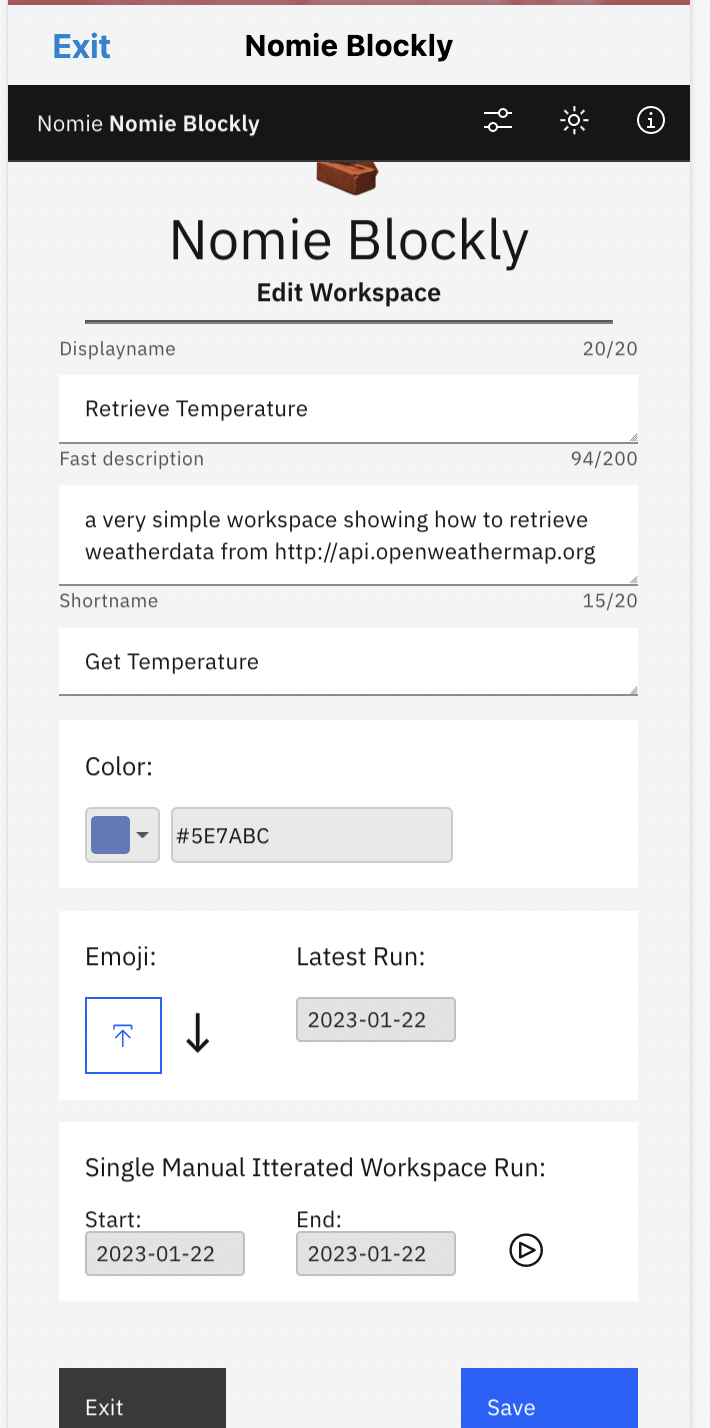 Exit Nomie Blockly
Nomie Nomie Blockly
Nomie Blockly
Edit Workspace
Displayname 20/20
Retrieve Temperature
Fast description 94/200
a very simple workspace showing how to retrieve
weatherdata from http://api.openweathermap.org
Shortname 15/20
Get Temperature
Color:
#5E7ABC
Emoji: Latest Run:
2023-01-22
Single Manual Itterated Workspace Run:
Start: End:
2023-01-22 2023-01-22
Exit Save